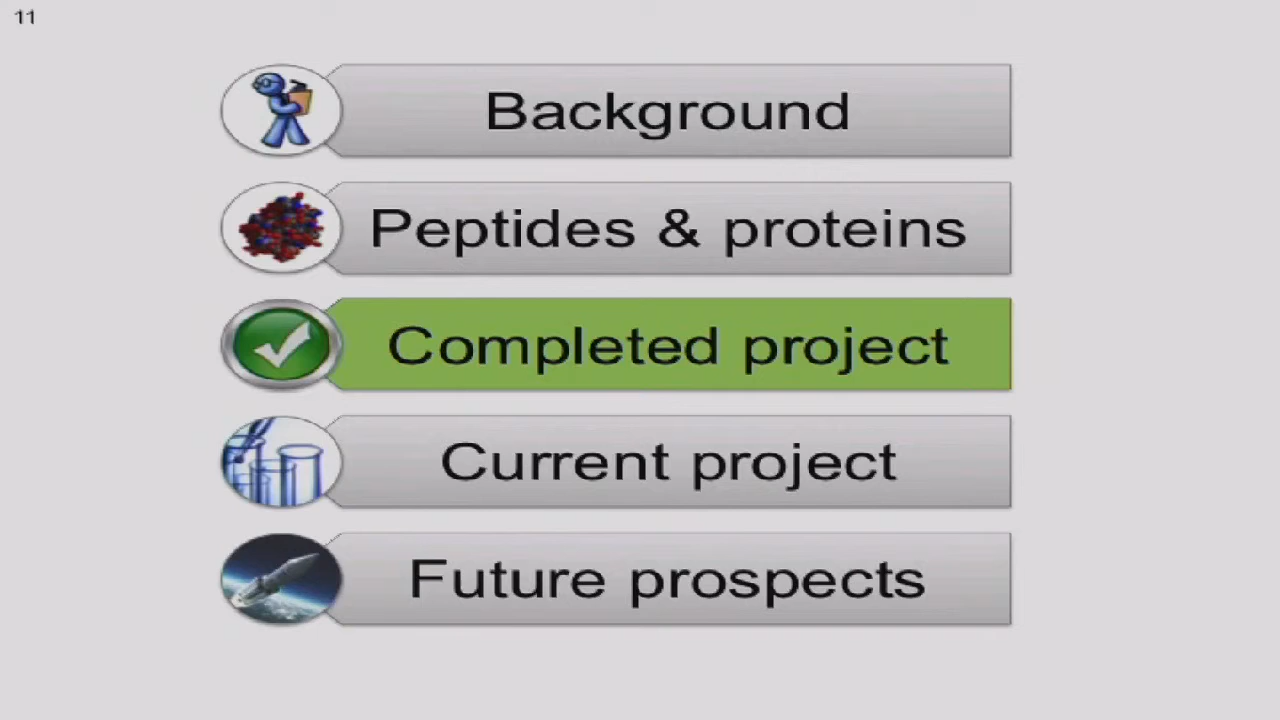 11
Background
Peptides & proteins
Completed project
Current project
Future prospects